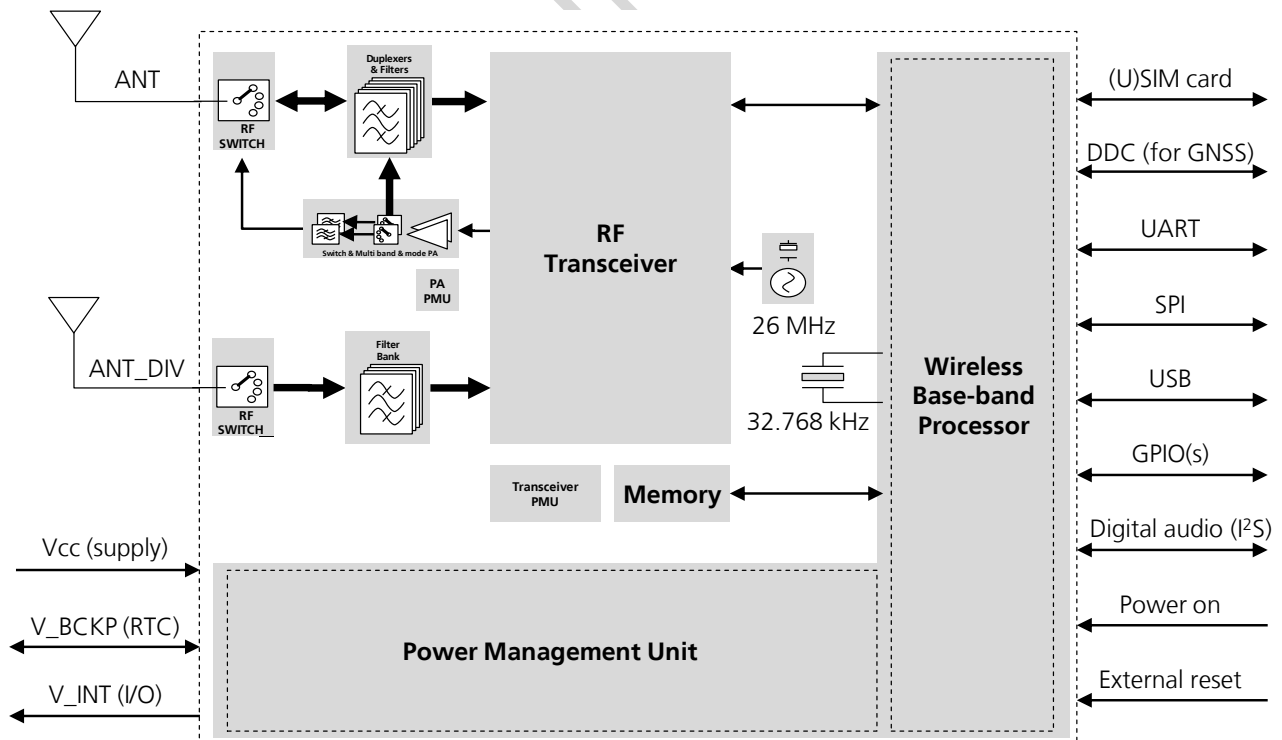 ANT
RF
SWITCH
Duplexers
& Filters
Switch & Multi band & mode PA
PA
PMU
RF
Transceiver
26 MHz
32.768 kHz
ANT_DIV
RF
SWITCH_
Filter
Bank
Transceiver
PMU
Memory
Wireless
Base-band
Processor
Power Management Unit
Vcc (supply)
V_BCKP (RTC)
V_INT (I/O)
(U)SIM card
DDC (for GNSS)
UART
SPI
USB
GPIO(s)
Digital audio (I²S)
Power on
External reset